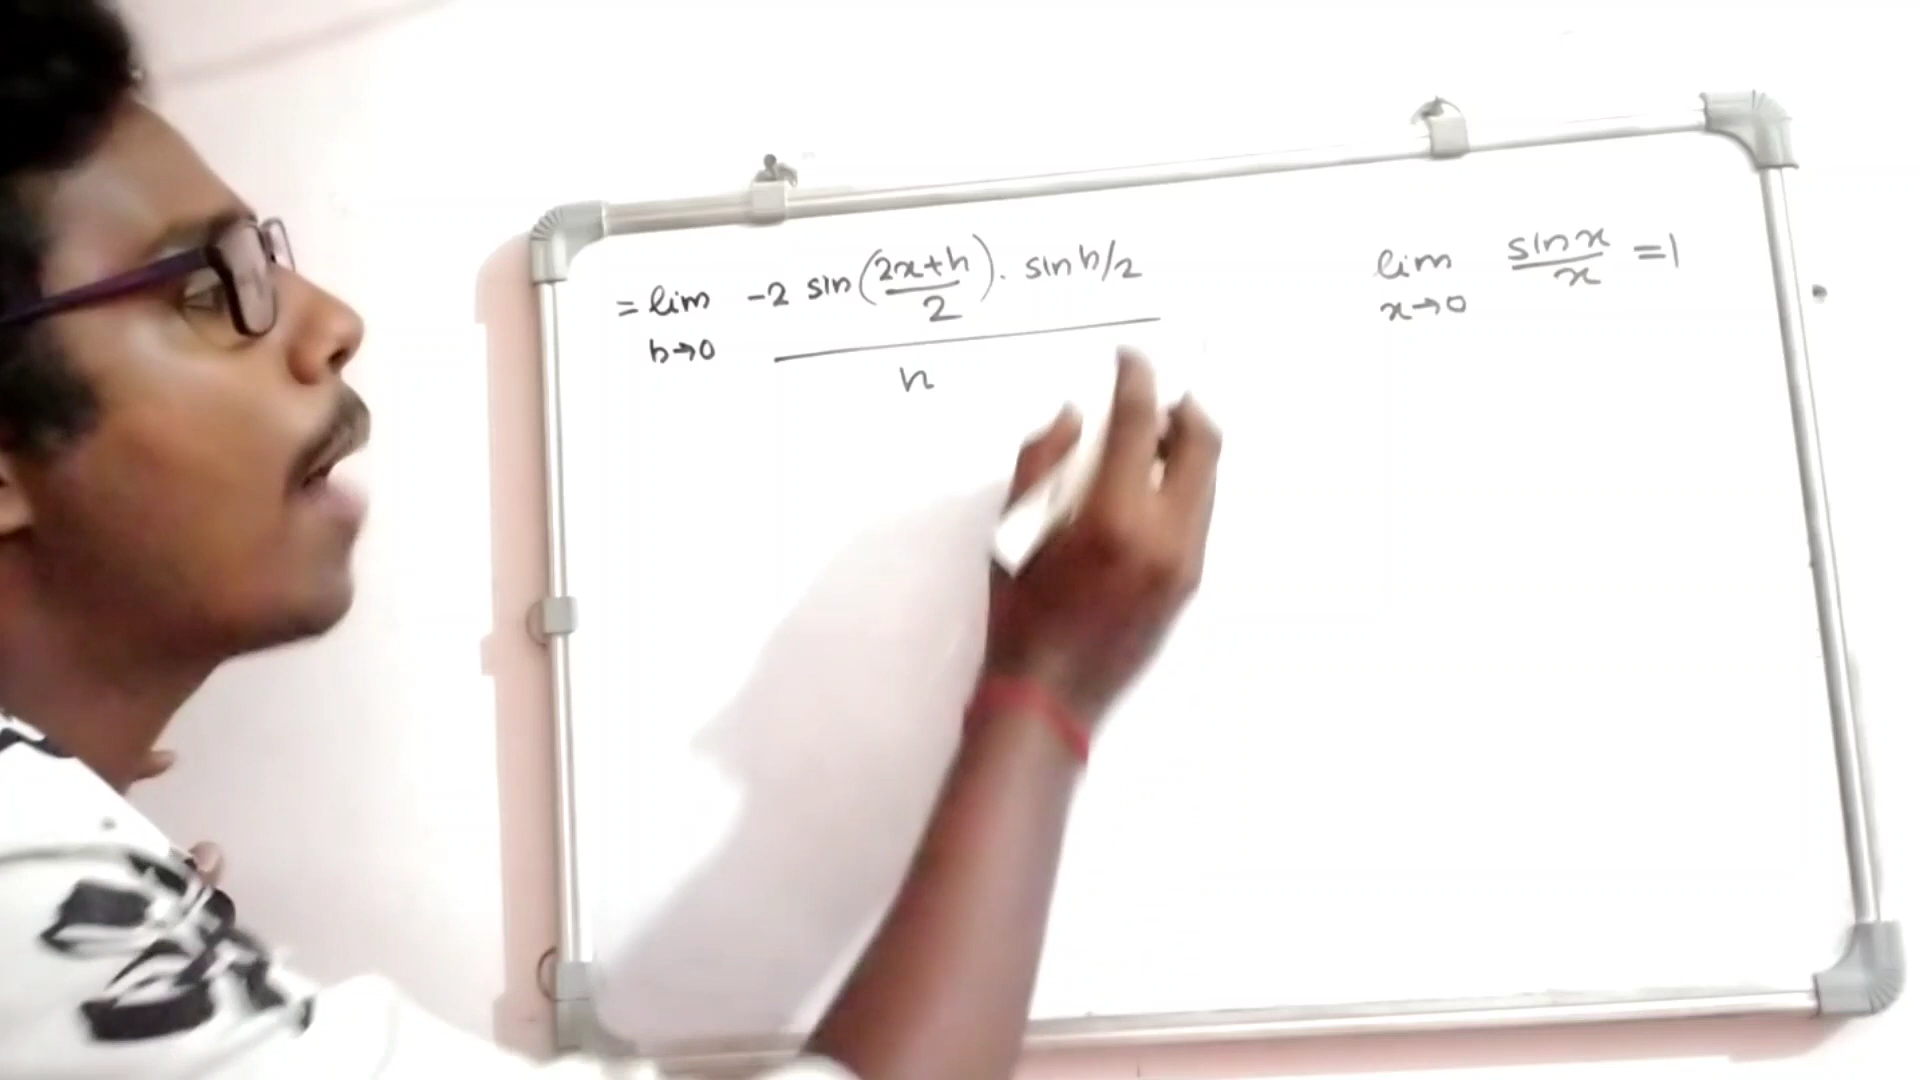 = lim -2 sin(2x+h/2) . sin h/2
h→0
h
lim sin x/x = 1
x→0